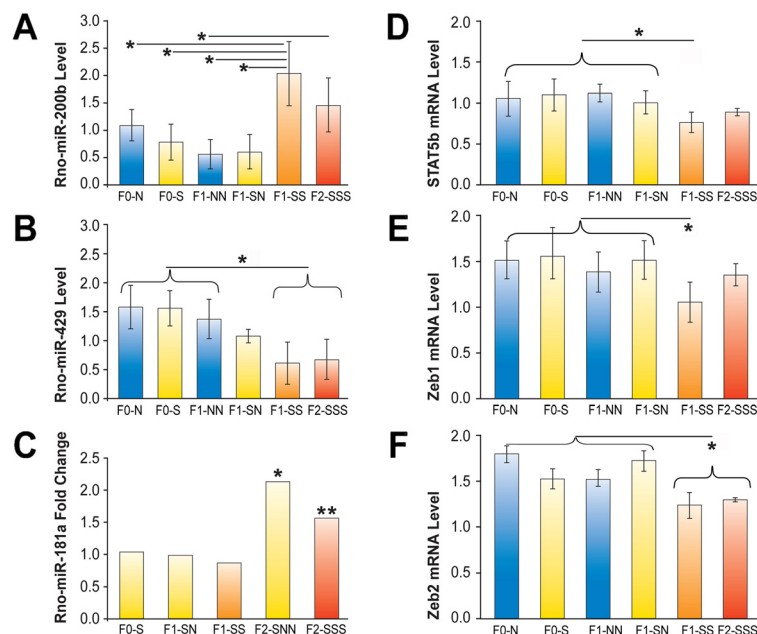 A
Rno-miR-200b Level
3.0
2.5
2.0
1.5
1.0
0.5
0.0
* * * * *
F0-N F0-S F1-NN F1-SN F1-SS F2-SSS
B
Rno-miR-429 Level
3.0
2.5
2.0
1.5
1.0
0.5
0.0
*
F0-N F0-S F1-NN F1-SN F1-SS F2-SSS
C
Rno-miR-181a Fold Change
2.5
2.0
1.5
1.0
0.5
0.0
* **
F0-S F1-SN F1-SS F2-SNN F2-SSS
D
STAT5b mRNA Level
2.0
1.5
1.0
0.5
0.0
*
F0-N F0-S F1-NN F1-SN F1-SS F2-SSS
E
Zeb1 mRNA Level
2.0
1.5
1.0
0.5
0.0
*
F0-N F0-S F1-NN F1-SN F1-SS F2-SSS
F
Zeb2 mRNA Level
2.0
1.5
1.0
1.5
0.0
*
F0-N F0-S F1-NN F1-SN F1-SS F2-SSS